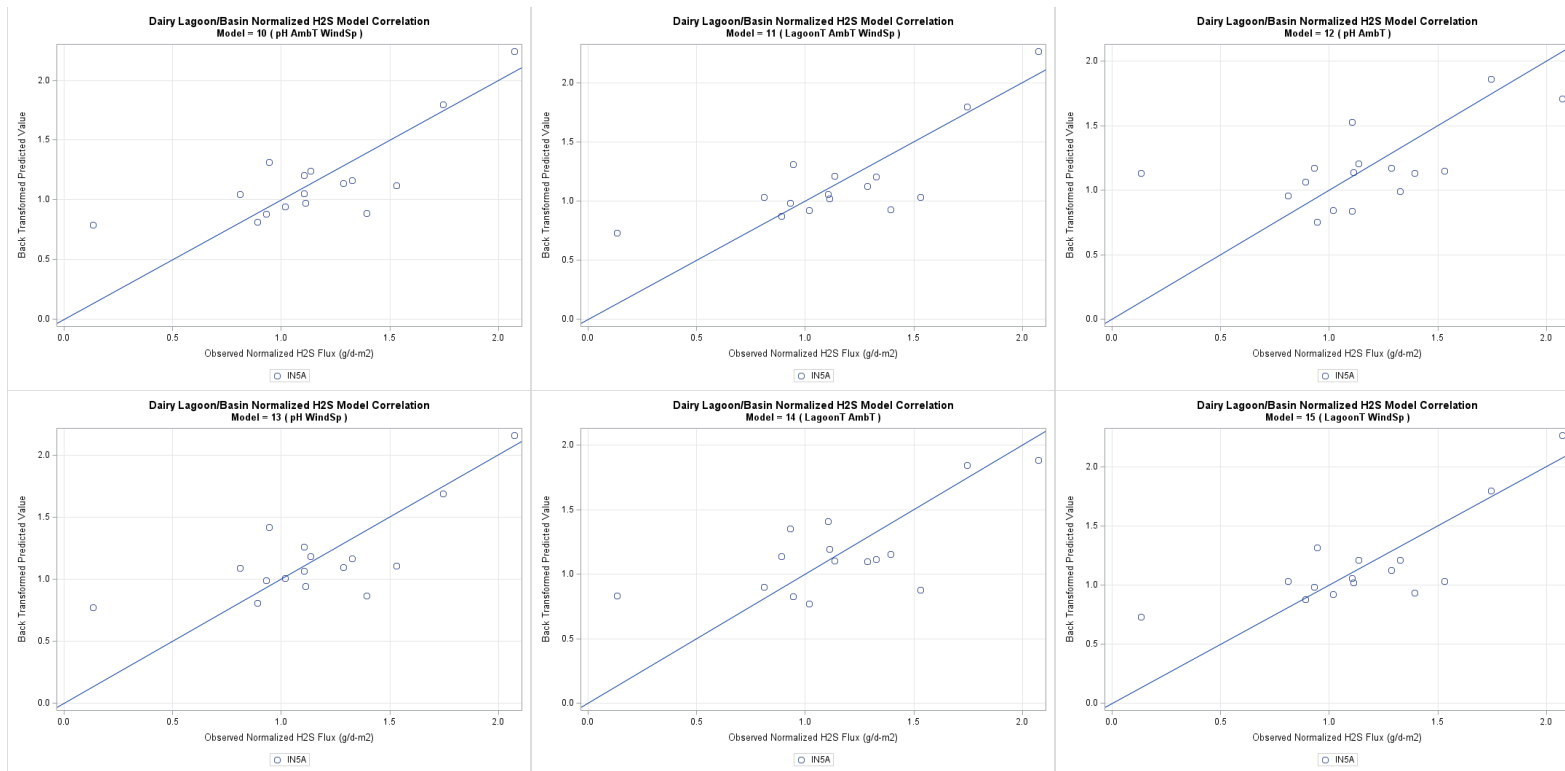 Dairy Lagoon/Basin Normalized H2S Model Correlation
Model = 10 ( pH AmbT WindSp )
Back Transformed Predicted Value
2.0
1.5
1.0
0.5
0.0
0.0 0.5 1.0 1.5 2.0
Observed Normalized H2S Flux (g/d-m2)
IN5A
Dairy Lagoon/Basin Normalized H2S Model Correlation
Model = 11 ( LagoonT AmbT WindSp )
Back Transformed Predicted Value
2.0
1.5
1.0
0.5
0.0
0.0 0.5 1.0 1.5 2.0
Observed Normalized H2S Flux (g/d-m2)
IN5A
Dairy Lagoon/Basin Normalized H2S Model Correlation
Model = 12 ( pH AmbT )
Back Transformed Predicted Value
2.0
1.5
1.0
0.5
0.0
0.0 0.5 1.0 1.5 2.0
Observed Normalized H2S Flux (g/d-m2)
IN5A
Dairy Lagoon/Basin Normalized H2S Model Correlation
Model = 13 ( pH WindSp )
Back Transformed Predicted Value
2.0
1.5
1.0
0.5
0.0
0.0 0.5 1.0 1.5 2.0
Observed Normalized H2S Flux (g/d-m2)
IN5A
Dairy Lagoon/Basin Normalized H2S Model Correlation
Model = 14 ( LagoonT AmbT )
Back Transformed Predicted Value
2.0
1.5
1.0
0.5
0.0
0.0 0.5 1.0 1.5 2.0
Observed Normalized H2S Flux (g/d-m2)
IN5A
Dairy Lagoon/Basin Normalized H2S Model Correlation
Model = 15 ( LagoonT WindSp )
Back Transformed Predicted Value
2.0
1.5
1.0
0.5
0.0
0.0 0.5 1.0 1.5 2.0
Observed Normalized H2S Flux (g/d-m2)
IN5A